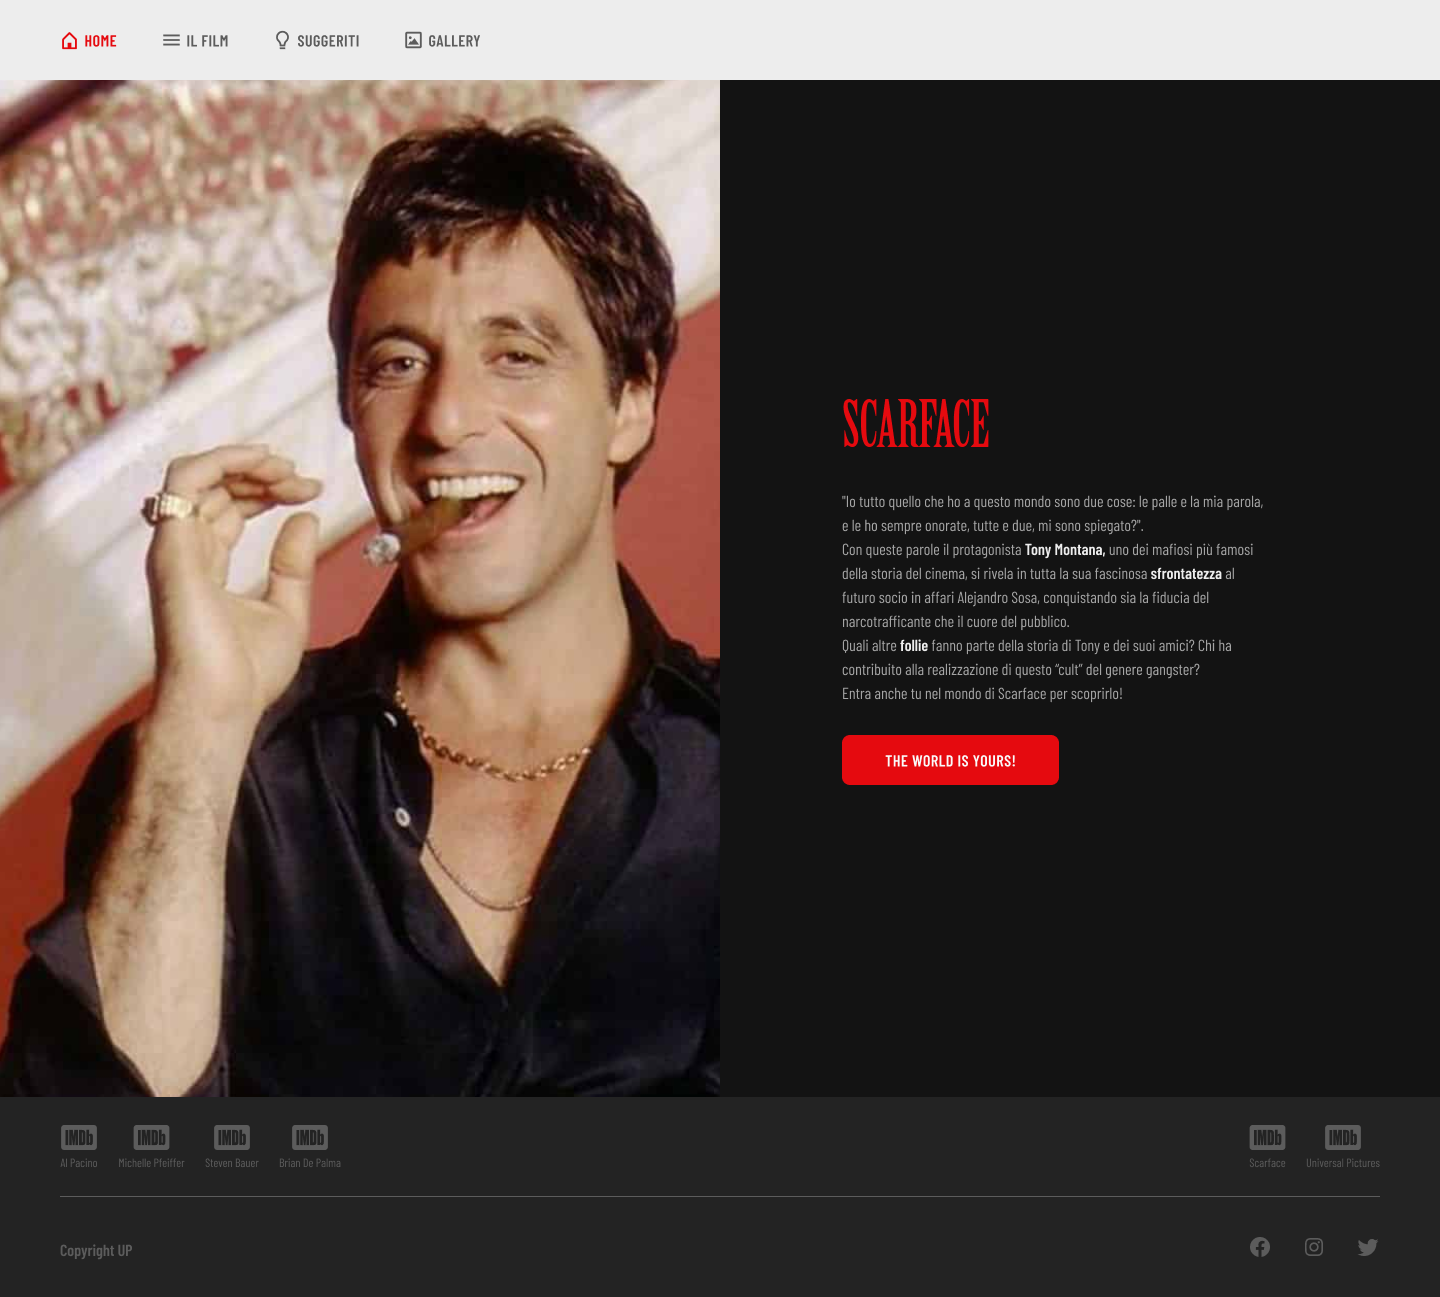 HOME
IL FILM
SUGGERITI
GALLERY
SCARFACE
"Io tutto quello che ho a questo mondo sono due cose: le palle e la mia parola,
e le ho sempre onorate, tutte e due, mi sono spiegato?".
Con queste parole il protagonista Tony Montana, uno dei mafiosi più famosi
della storia del cinema, si rivela in tutta la sua fascinosa sfrontatezza al
futuro socio in affari Alejandro Sosa, conquistando sia la fiducia del
narcotrafficante che il cuore del pubblico.
Quali altre follie fanno parte della storia di Tony e dei suoi amici? Chi ha
contribuito alla realizzazione di questo “cult” del genere gangster?
Entra anche tu nel mondo di Scarface per scoprirlo!
THE WORLD IS YOURS!
IMDb IMDb IMDb IMDb IMDb IMDb
Al Pacino Michelle Pfeiffer Steven Bauer Brian De Palma Scarface Universal Pictures
Copyright UP